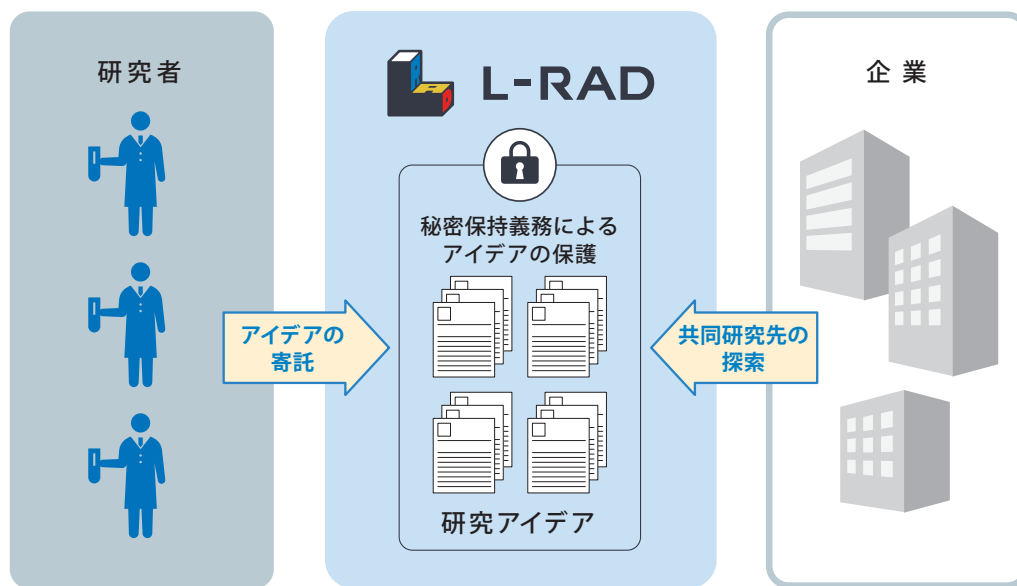 研究者
L-RAD
企業
秘密保持義務による
アイデアの保護
アイデアの
寄託
共同研究先の
探索
研究アイデア